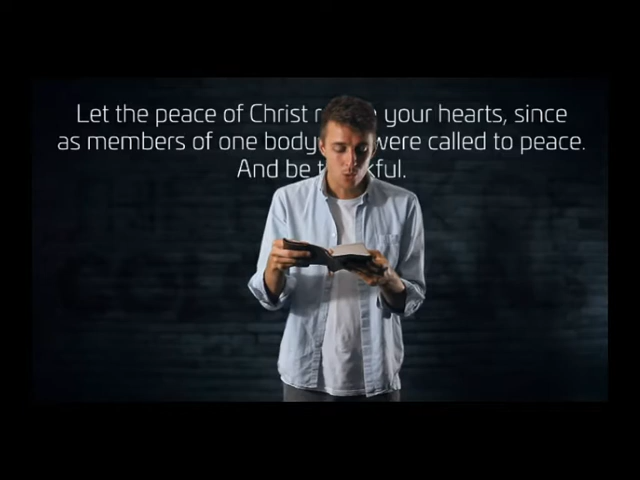 Let the peace of Christ r your hearts, since
as members of one body were called to peace.
And be t kful.